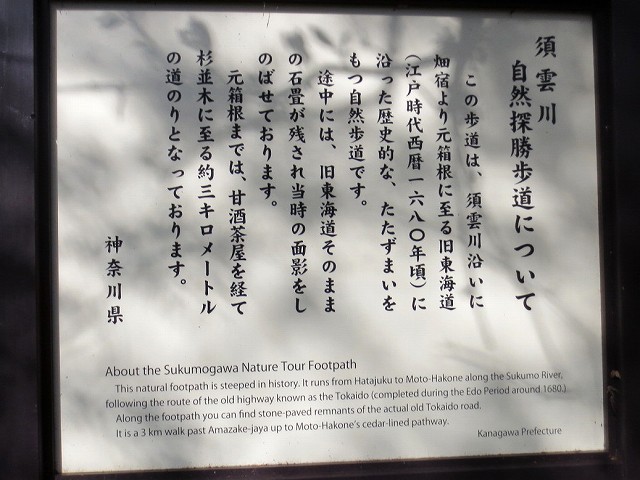 須雲川
自然探勝歩道について
この歩道は、須雲川沿いに
畑宿より元箱根に至る旧東海道
(江戸時代西暦一六八〇年頃)に
沿った歴史的な、たたずまいを
もつ自然歩道です。
途中には、旧東海道そのまま
の石畳が残され当時の面影をし
のばせております。
元箱根までは、甘酒茶屋を経て
杉並木に至る約三キロメートル
の道のりとなっております。
神奈川県
About the Sukumogawa Nature Tour Footpath
This natural footpath is steeped in history. It runs from Hatajuku to Moto-Hakone along the Sukumo River,
following the route of the old highway known as the Tokaido (completed during the Edo Period around 1680.)
Along the footpath you can find stone-paved remnants of the actual old Tokaido road.
It is a 3 km walk past Amazake-jaya up to Moto-Hakone's cedar-lined pathway.
Kanagawa Prefecture